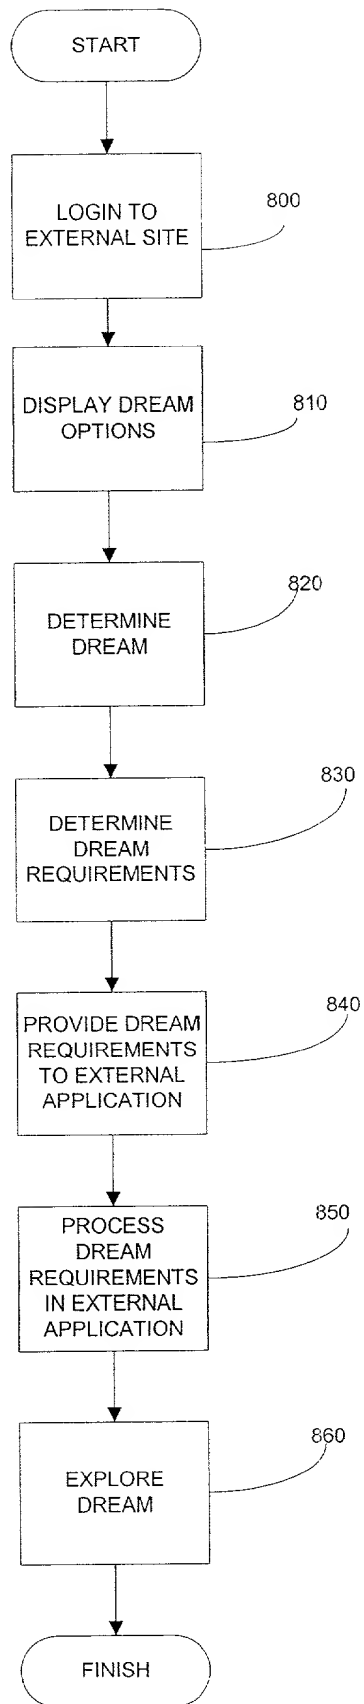 START
LOGIN TO
EXTERNAL SITE
800
DISPLAY DREAM
OPTIONS
810
DETERMINE
DREAM
820
DETERMINE
DREAM
REQUIREMENTS
830
PROVIDE DREAM
REQUIREMENTS
TO EXTERNAL
APPLICATION
840
PROCESS
DREAM
REQUIREMENTS
IN EXTERNAL
APPLICATION
850
EXPLORE
DREAM
860
FINISH